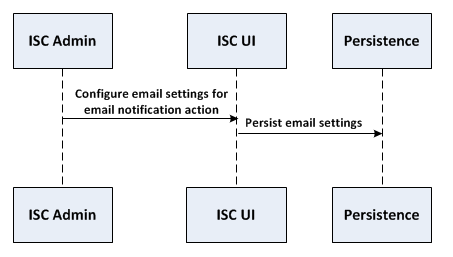 ISC Admin
ISC UI
Persistence
Configure email settings for
email notification action
Persist email settings
ISC Admin
ISC UI
Persistence